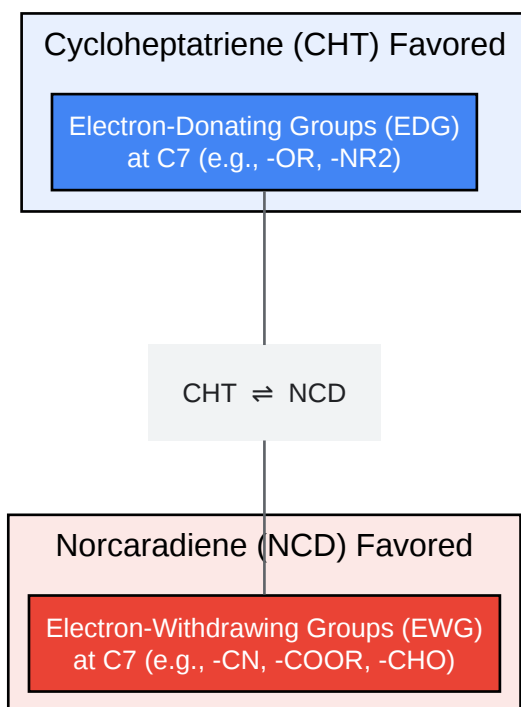 Cycloheptatriene (CHT) Favored
Electron-Donating Groups (EDG)
at C7 (e.g., -OR, -NR2)
CHT ⇌ NCD
Norcaradiene (NCD) Favored
Electron-Withdrawing Groups (EWG)
at C7 (e.g., -CN, -COOR, -CHO)